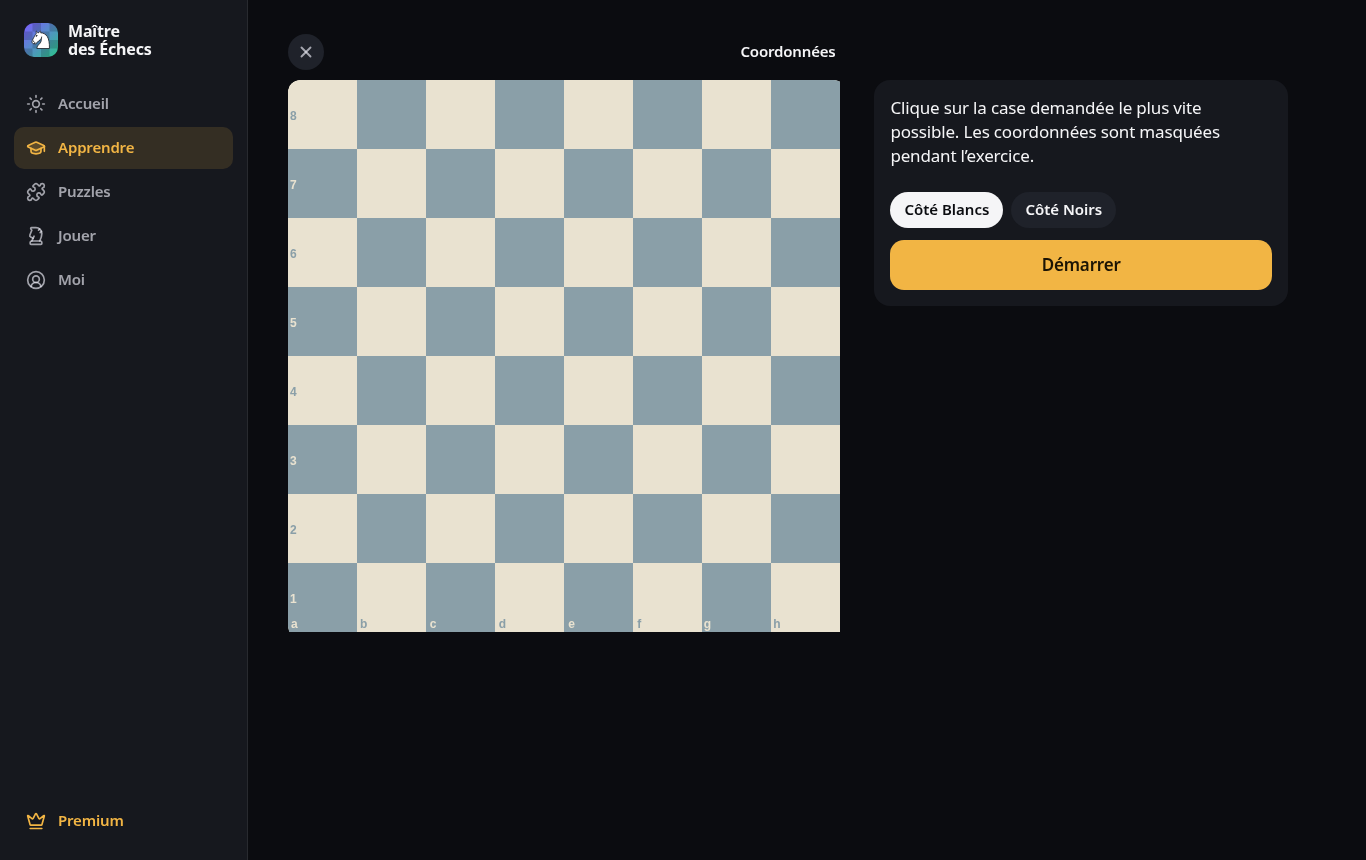 Maître
des Échecs
Accueil
Apprendre
Puzzles
Jouer
Moi
Premium
Coordonnées
8
7
6
5
4
3
2
1
a b c d e f g h
Clique sur la case demandée le plus vite
possible. Les coordonnées sont masquées
pendant l’exercice.
Côté Blancs Côté Noirs
Démarrer